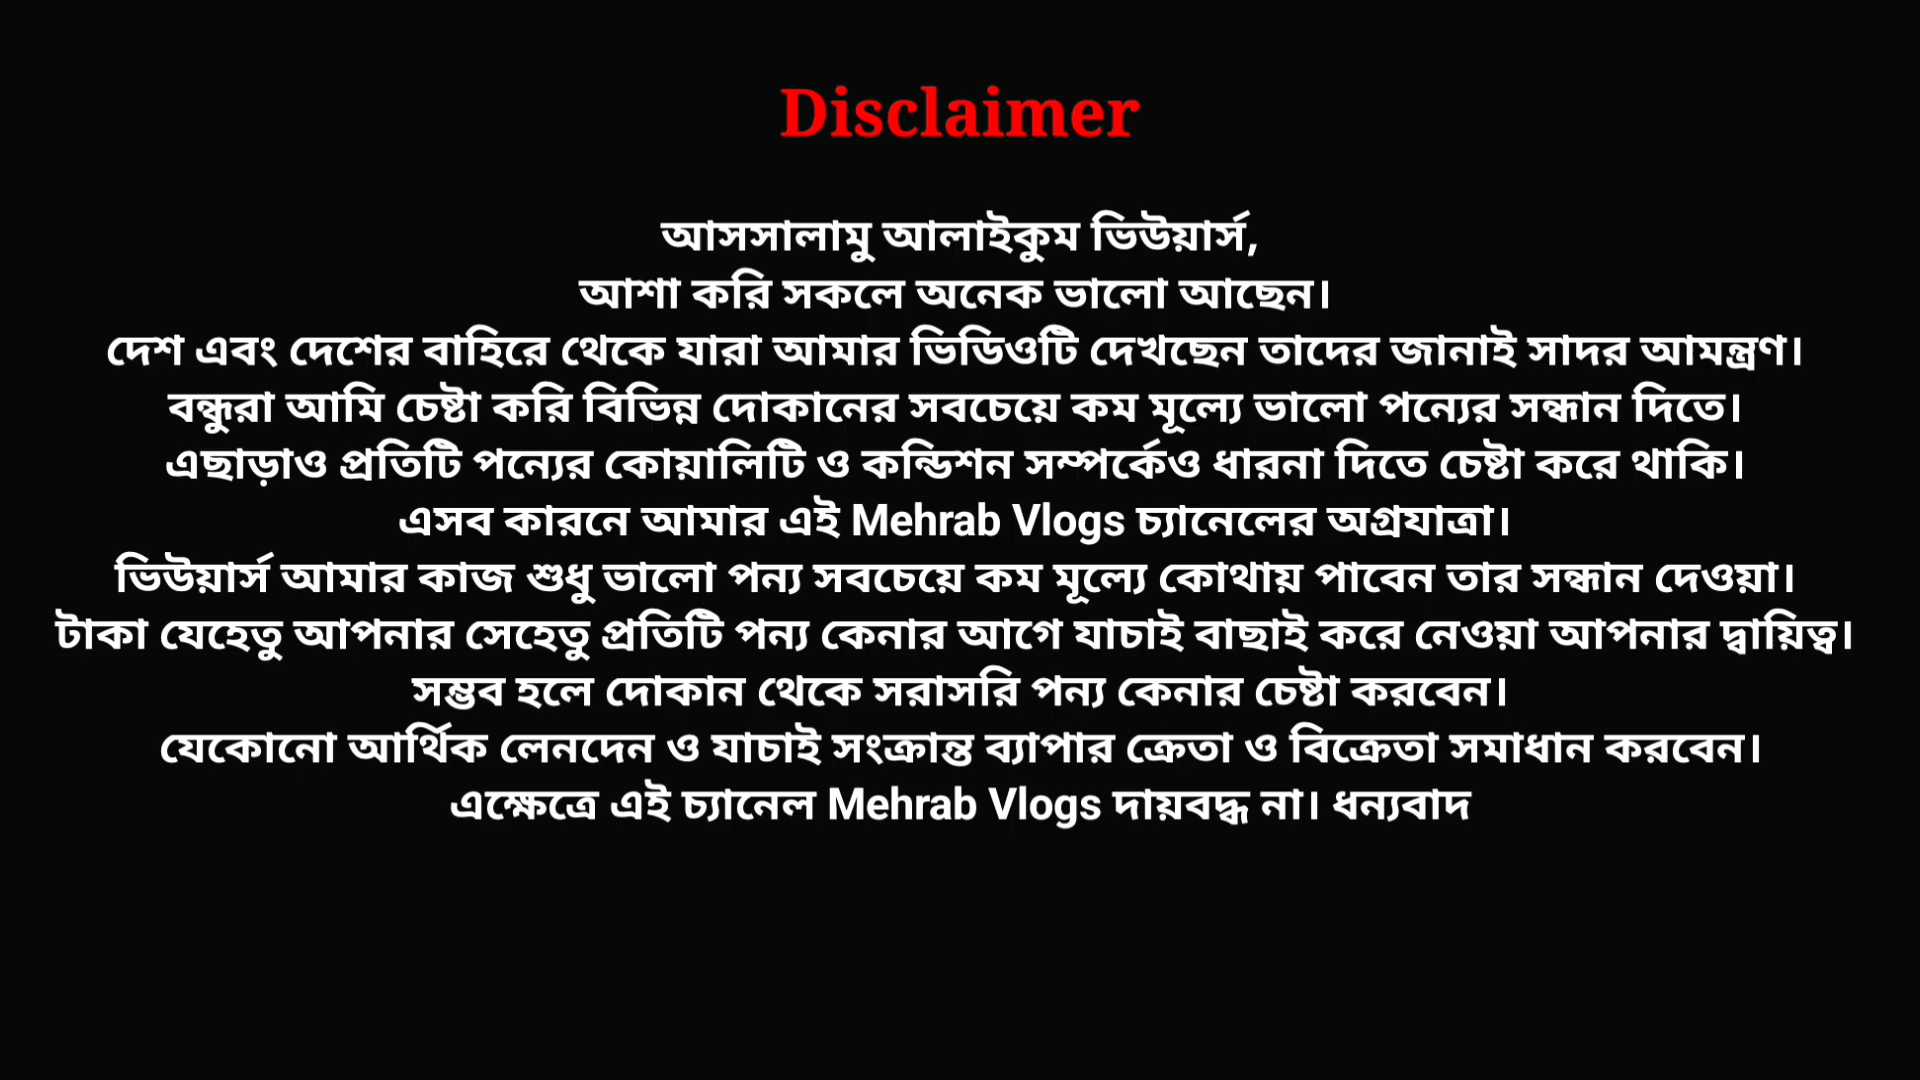 Disclaimer
আসসালামু আলাইকুম ভিউয়ার্স,
আশা করি সকলে অনেক ভালো আছেন।
দেশ এবং দেশের বাহিরে থেকে যারা আমার ভিডিওটি দেখছেন তাদের জানাই সাদর আমন্ত্রণ।
বন্ধুরা আমি চেষ্টা করি বিভিন্ন দোকানের সবচেয়ে কম মূল্যে ভালো পন্যের সন্ধান দিতে।
এছাড়াও প্রতিটি পন্যের কোয়ালিটি ও কন্ডিশন সম্পর্কেও ধারনা দিতে চেষ্টা করে থাকি।
এসব কারনে আমার এই Mehrab Vlogs চ্যানেলের অগ্রযাত্রা।
ভিউয়ার্স আমার কাজ শুধু ভালো পন্য সবচেয়ে কম মূল্যে কোথায় পাবেন তার সন্ধান দেওয়া।
টাকা যেহেতু আপনার সেহেতু প্রতিটি পন্য কেনার আগে যাচাই বাছাই করে নেওয়া আপনার দ্বায়িত্ব।
সম্ভব হলে দোকান থেকে সরাসরি পন্য কেনার চেষ্টা করবেন।
যেকোনো আর্থিক লেনদেন ও যাচাই সংক্রান্ত ব্যাপার ক্রেতা ও বিক্রেতা সমাধান করবেন।
এক্ষেত্রে এই চ্যানেল Mehrab Vlogs দায়বদ্ধ না। ধন্যবাদ